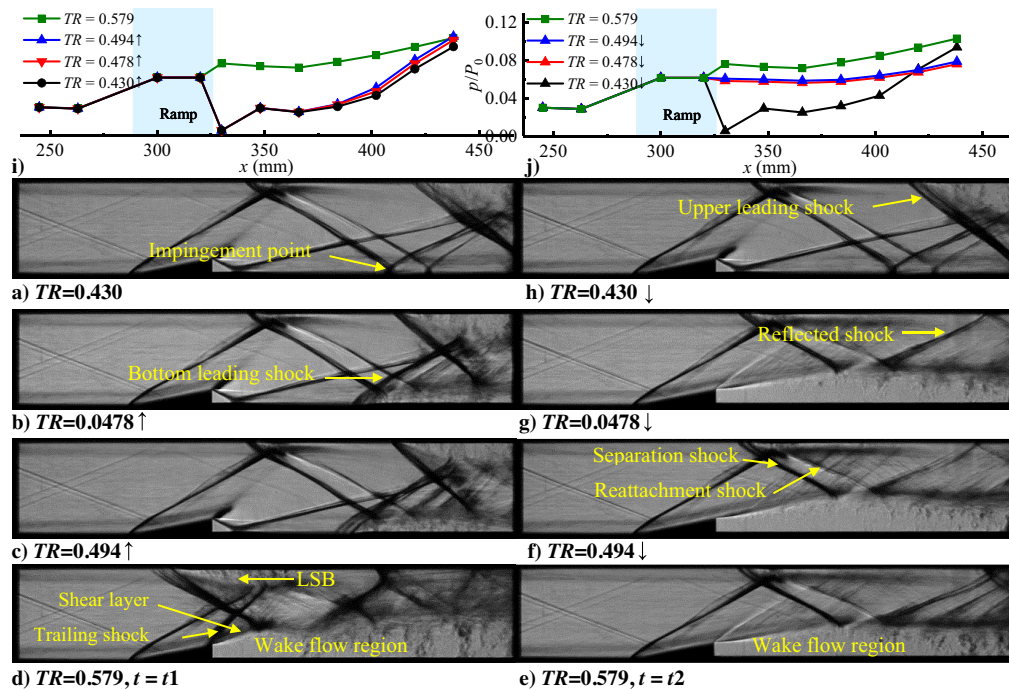 TR = 0.579
TR = 0.494↑
TR = 0.478↑
TR = 0.430↑
Ramp
250 300 350 400 450
x (mm)
i)
0.12
0.08
0.04
0.00
p/P0
TR = 0.579
TR = 0.494↓
TR = 0.478↓
TR = 0.430↓
Ramp
250 300 350 400 450
x (mm)
j)
Impingement point
a) TR=0.430
Upper leading shock
h) TR=0.430 ↓
Bottom leading shock
b) TR=0.0478 ↑
Reflected shock
g) TR=0.0478 ↓
c) TR=0.494 ↑
Separation shock
Reattachment shock
f) TR=0.494 ↓
LSB
Shear layer
Trailing shock
Wake flow region
d) TR=0.579, t = t1
Wake flow region
e) TR=0.579, t = t2